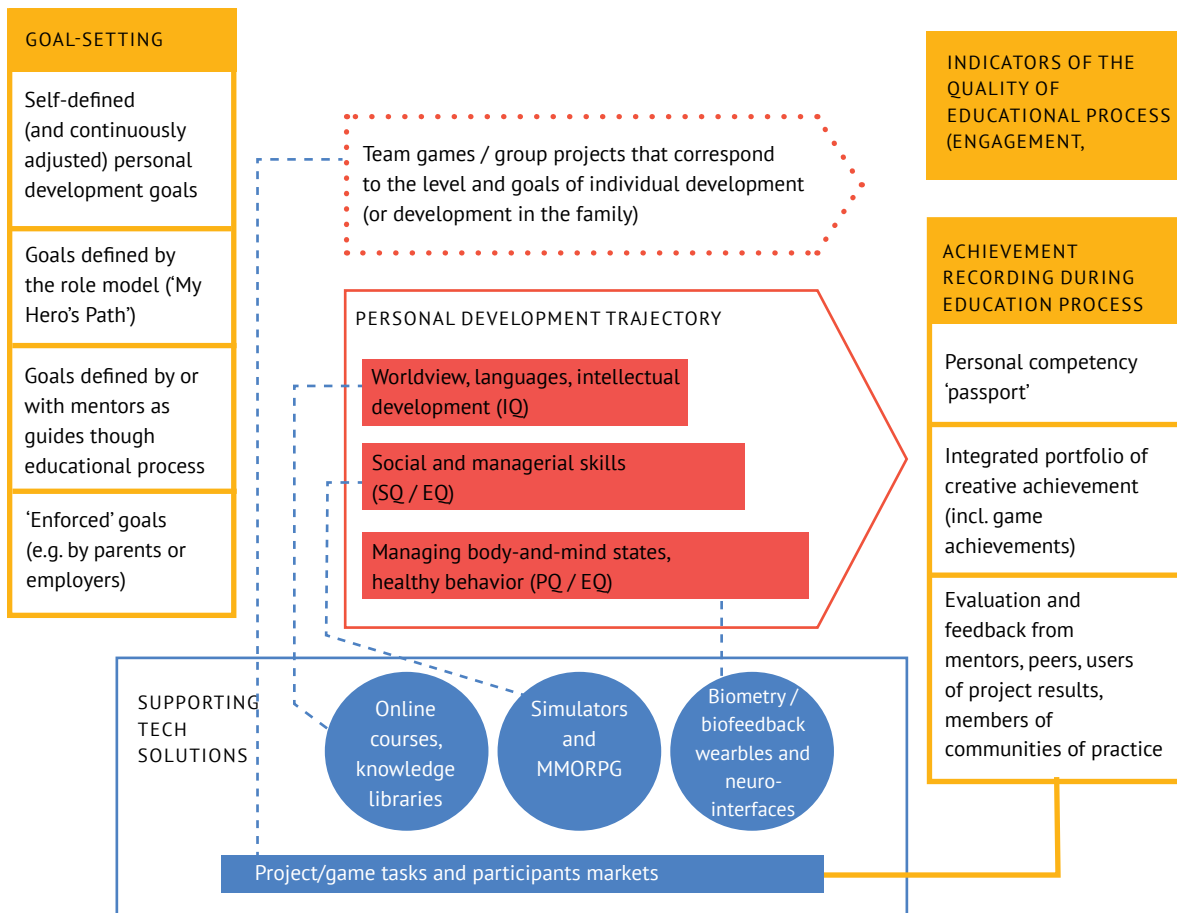 GOAL-SETTING
Self-defined
(and continuously
adjusted) personal
development goals
Goals defined by
the role model (‘My
Hero’s Path’)
Goals defined by or
with mentors as
guides though
educational process
‘Enforced’ goals
(e.g. by parents or
employers)
Team games / group projects that correspond
to the level and goals of individual development
(or development in the family)
PERSONAL DEVELOPMENT TRAJECTORY
Worldview, languages, intellectual
development (IQ)
Social and managerial skills
(SQ / EQ)
Managing body-and-mind states,
healthy behavior (PQ / EQ)
INDICATORS OF THE
QUALITY OF
EDUCATIONAL PROCESS
(ENGAGEMENT,
ACHIEVEMENT
RECORDING DURING
EDUCATION PROCESS
Personal competency
‘passport’
Integrated portfolio of
creative achievement
(incl. game
achievements)
Evaluation and
feedback from
mentors, peers, users
of project results,
members of
communities of practice
SUPPORTING
TECH
SOLUTIONS
Online
courses,
knowledge
libraries
Simulators
and
MMORPG
Biometry /
biofeedback
wearbles and
neuro-
interfaces
Project/game tasks and participants markets